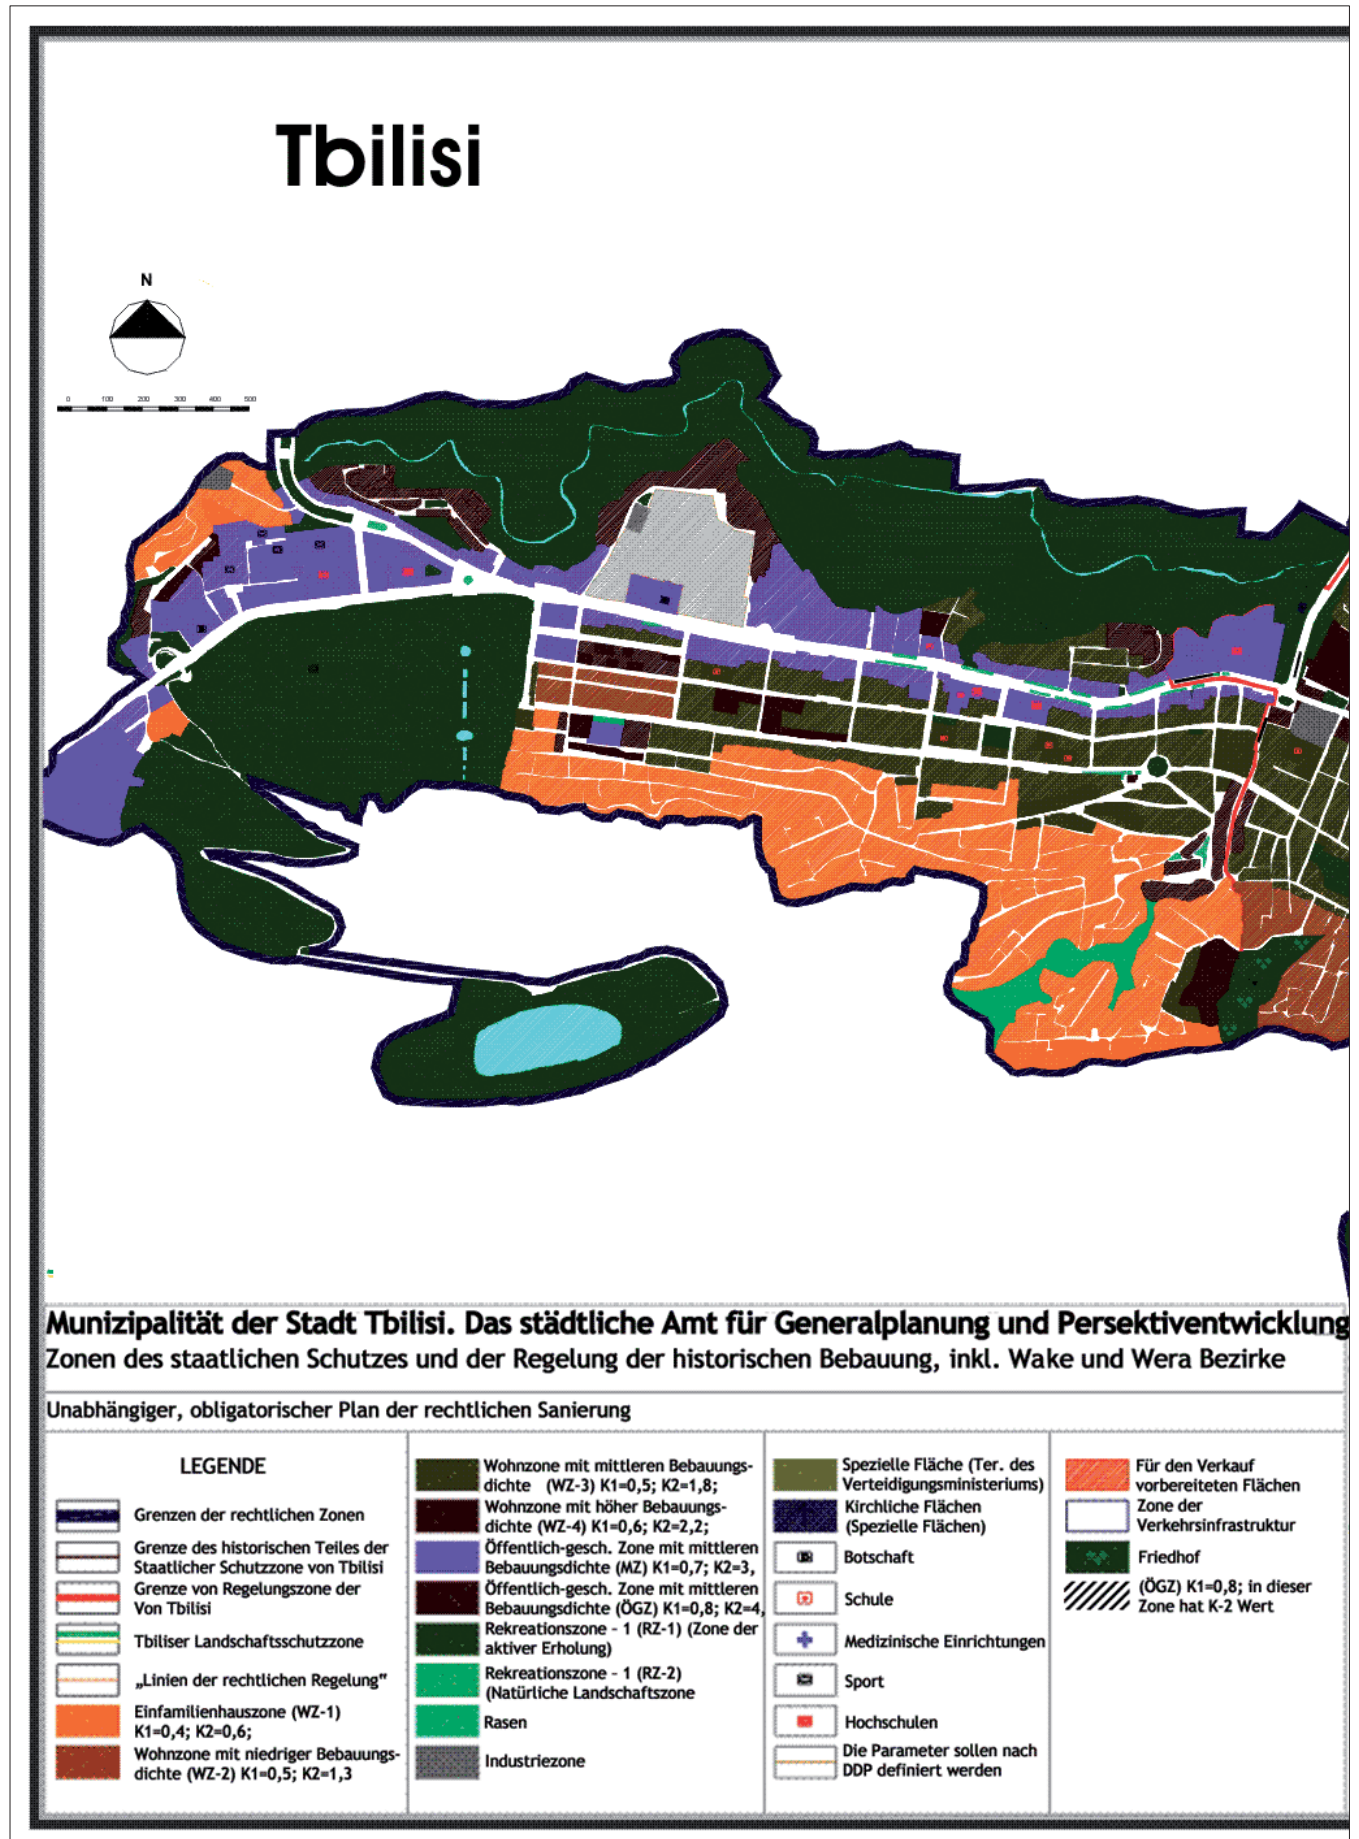 Tbilisi
N
0 100 200 300 400 500
Munizipalität der Stadt Tbilisi. Das städtliche Amt für Generalplanung und Persektiventwicklung
Zonen des staatlichen Schutzes und der Regelung der historischen Bebauung, inkl. Wake und Wera Bezirke
Unabhängiger, obligatorischer Plan der rechtlichen Sanierung
LEGENDE
Grenzen der rechtlichen Zonen
Grenze des historischen Teiles der
Staatlicher Schutzzone von Tbilisi
Grenze von Regelungszone der
Von Tbilisi
Tbiliser Landschaftsschutzzone
„Linien der rechtlichen Regelung“
Einfamilienhauszone (WZ-1)
K1=0,4; K2=0,6;
Wohnzone mit niedriger Bebauungs-
dichte (WZ-2) K1=0,5; K2=1,3
Wohnzone mit mittleren Bebauungs-
dichte (WZ-3) K1=0,5; K2=1,8;
Wohnzone mit höher Bebauungs-
dichte (WZ-4) K1=0,6; K2=2,2;
Öffentlich-gesch. Zone mit mittleren
Bebauungsdichte (MZ) K1=0,7; K2=3,
Öffentlich-gesch. Zone mit mittleren
Bebauungsdichte (ÖGZ) K1=0,8; K2=4,
Rekreationszone - 1 (RZ-1) (Zone der
aktiver Erholung)
Rekreationszone - 1 (RZ-2)
(Natürliche Landschaftszone
Rasen
Industriezone
Spezielle Fläche (Ter. des
Verteidigungsministeriums)
Kirchliche Flächen
(Spezielle Flächen)
Botschaft
Schule
Medizinische Einrichtungen
Sport
Hochschulen
Die Parameter sollen nach
DDP definiert werden
Für den Verkauf
vorbereiteten Flächen
Zone der
Verkehrsinfrastruktur
Friedhof
(ÖGZ) K1=0,8; in dieser
Zone hat K-2 Wert